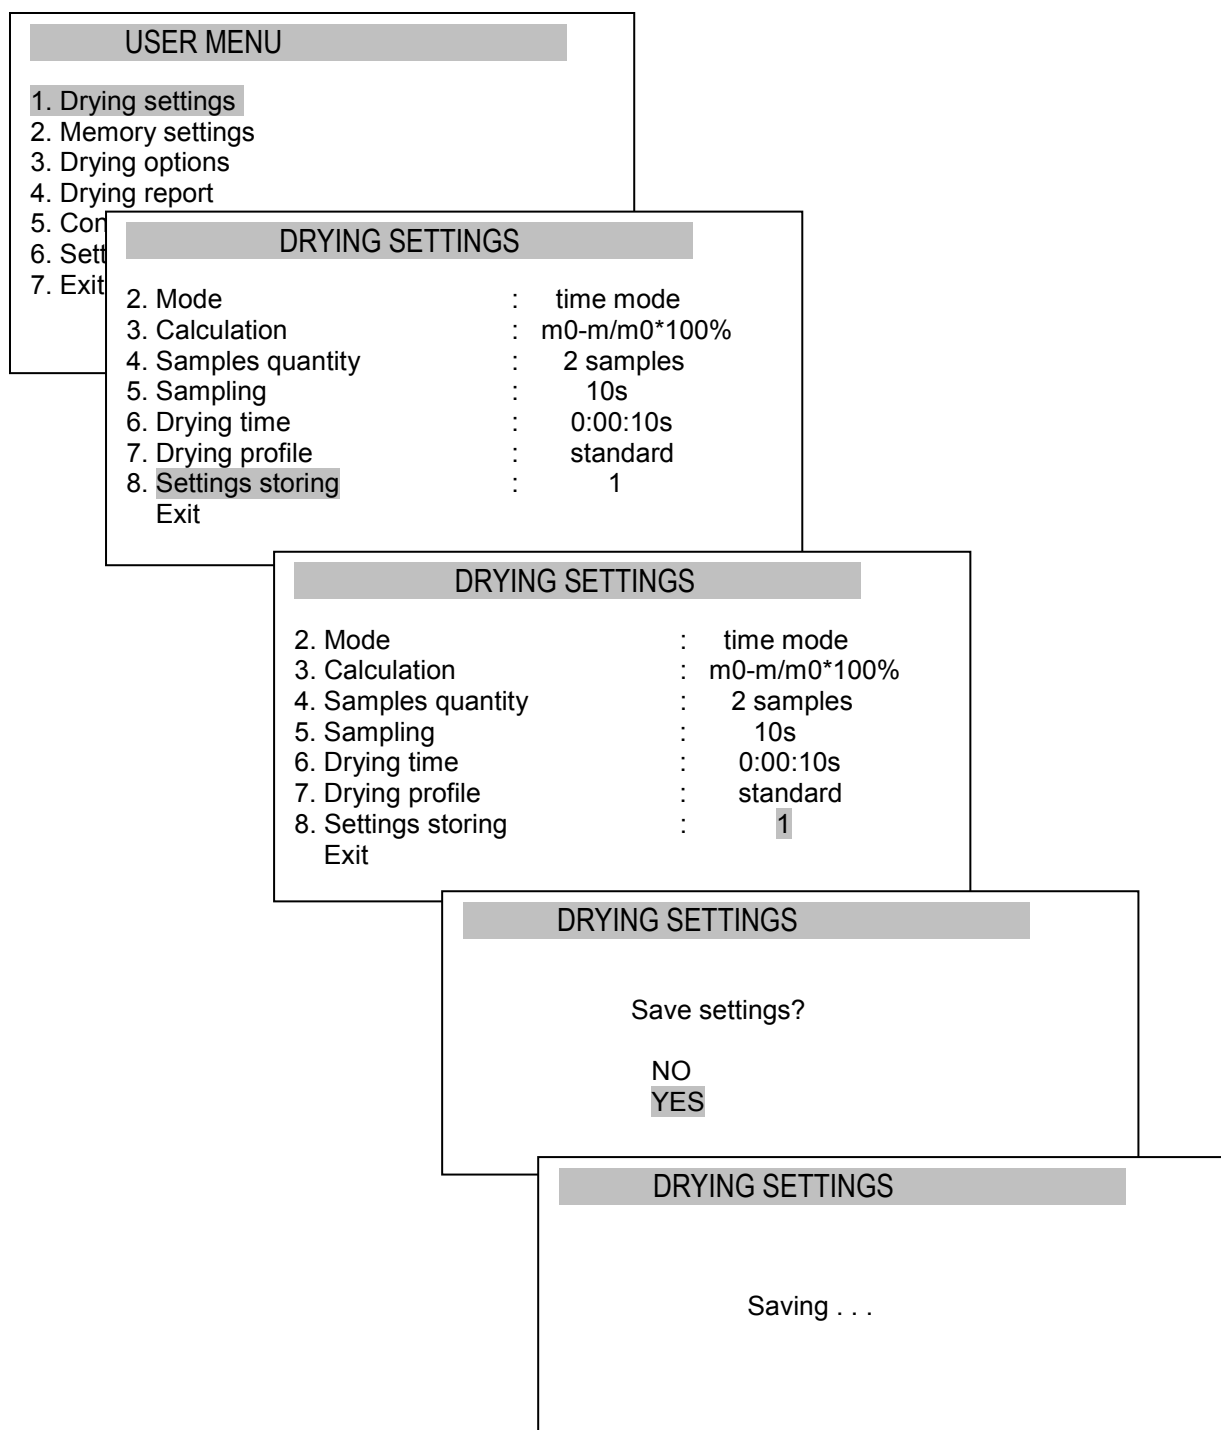 USER MENU
1. Drying settings
2. Memory settings
3. Drying options
4. Drying report
5. Con
6. Sett
7. Exit
DRYING SETTINGS
2. Mode : time mode
3. Calculation : m0-m/m0*100%
4. Samples quantity : 2 samples
5. Sampling : 10s
6. Drying time : 0:00:10s
7. Drying profile : standard
8. Settings storing : 1
Exit
DRYING SETTINGS
2. Mode : time mode
3. Calculation : m0-m/m0*100%
4. Samples quantity : 2 samples
5. Sampling : 10s
6. Drying time : 0:00:10s
7. Drying profile : standard
8. Settings storing : 1
Exit
DRYING SETTINGS
Save settings?
NO
YES
DRYING SETTINGS
Saving . . .